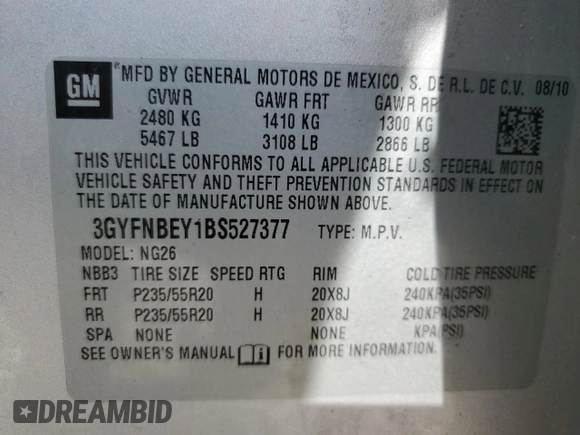 GM MFD BY GENERAL MOTORS DE MEXICO, S. DE R.L. DE C.V. 08/10
GVWR GAWR FRT GAWR RR
2480 KG 1410 KG 1300 KG
5467 LB 3108 LB 2866 LB
THIS VEHICLE CONFORMS TO ALL APPLICABLE U.S. FEDERAL MOTOR
VEHICLE SAFETY AND THEFT PREVENTION STANDARDS IN EFFECT ON
THE DATE OF MANUFACTURE SHOWN ABOVE.
3GYFNBEY1BS527377 TYPE: M.P.V.
MODEL: NG26
NBB3 TIRE SIZE SPEED RTG RIM COLD TIRE PRESSURE
FRT P235/55R20 H 20X8J 240KPA(35PSI)
RR P235/55R20 H 20X8J 240KPA(35PSI)
SPA NONE NONE KPA(PSI)
SEE OWNER'S MANUAL FOR MORE INFORMATION.
DREAMBID